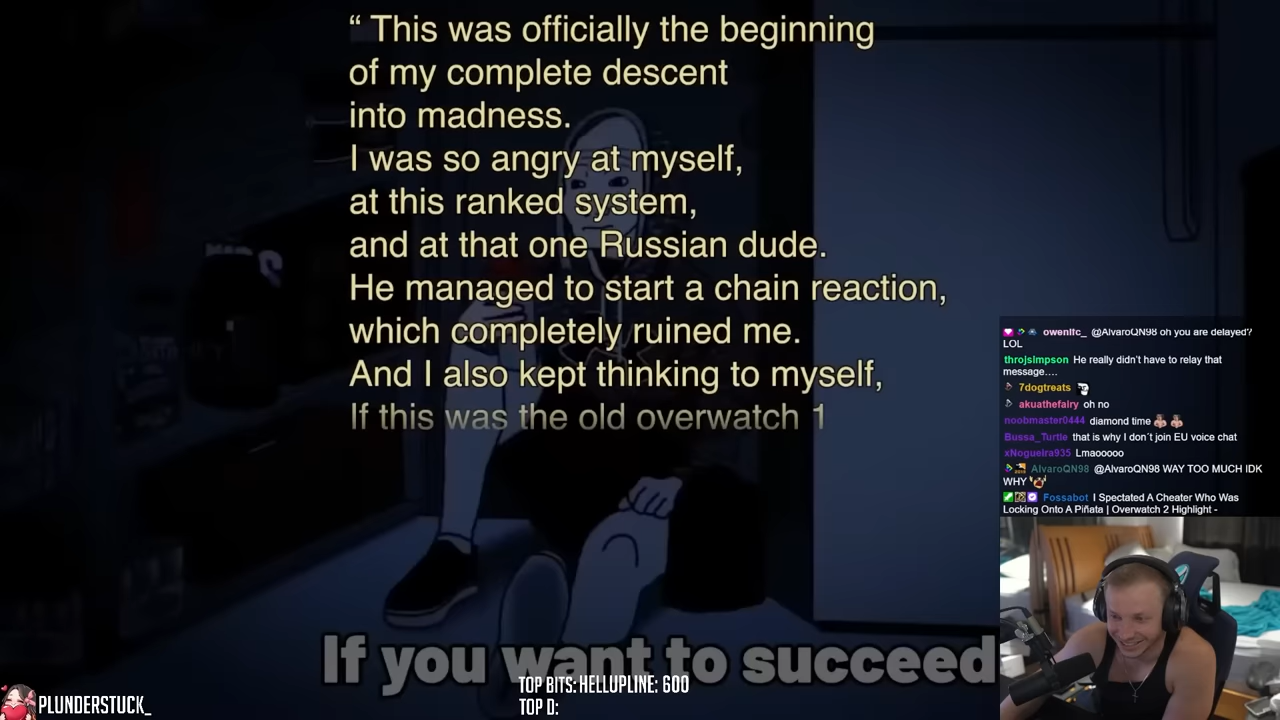 “ This was officially the beginning
of my complete descent
into madness.
I was so angry at myself,
at this ranked system,
and at that one Russian dude.
He managed to start a chain reaction,
which completely ruined me.
And I also kept thinking to myself,
If this was the old overwatch 1
owenlfc_ @AlvaroQN98 oh you are delayed?
LOL
throjsimpson He really didn't have to relay that
message....
7dogtreats
akuathefairy oh no
noobmaster0444 diamond time
Bussa_Turtle that is why I don´t join EU voice chat
xNogueira935 Lmaooooo
AlvaroQN98 @AlvaroQN98 WAY TOO MUCH IDK
WHY
Fossabot I Spectated A Cheater Who Was
Locking Onto A Piñata | Overwatch 2 Highlight -
If you want to succeed
TOP BITS: HELLUPLINE: 600
TOP D:
PLUNDERSTUCK_